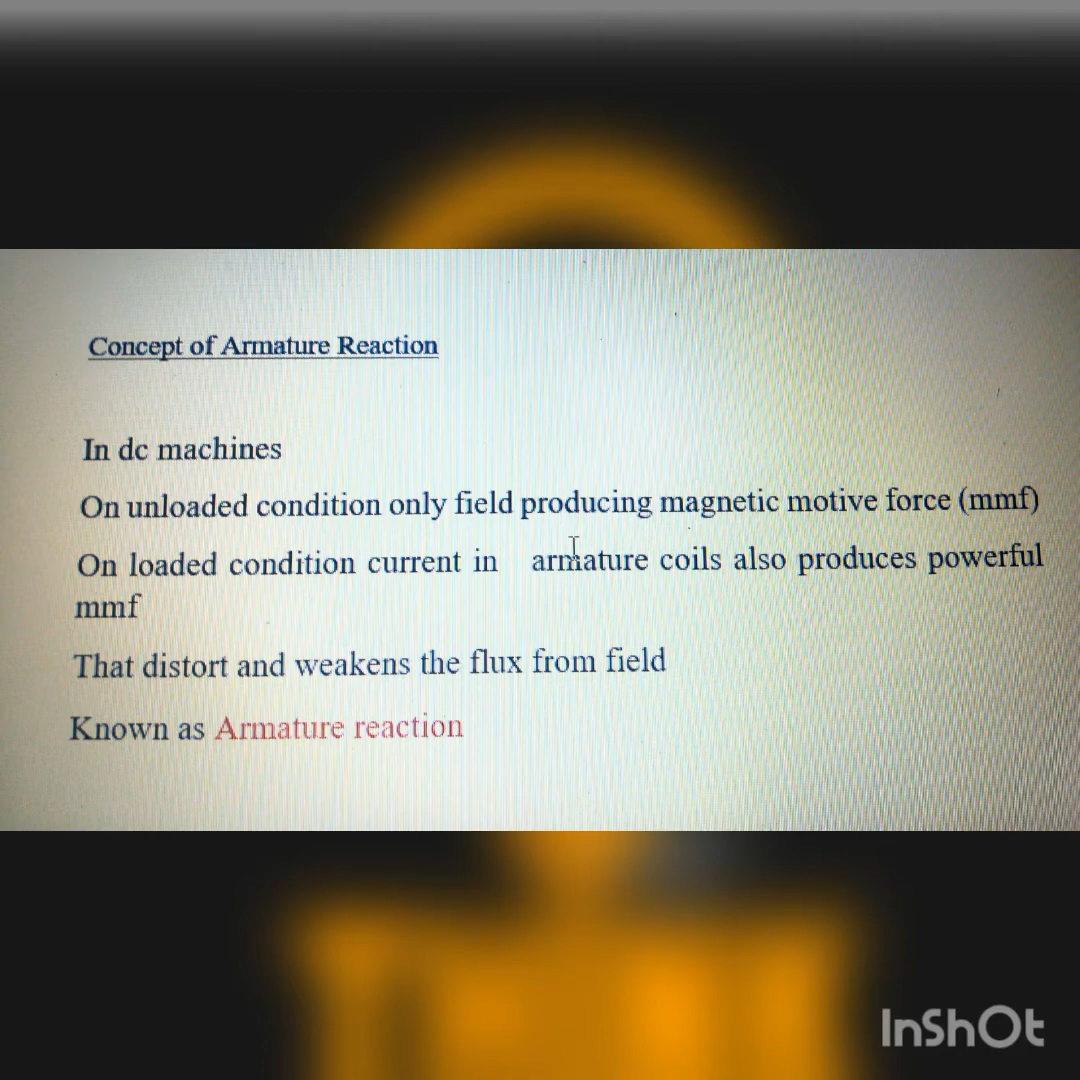 Concept of Armature Reaction
In dc machines
On unloaded condition only field producing magnetic motive force (mmf)
On loaded condition current in armature coils also produces powerful
mmf
That distort and weakens the flux from field
Known as Armature reaction
InShOt